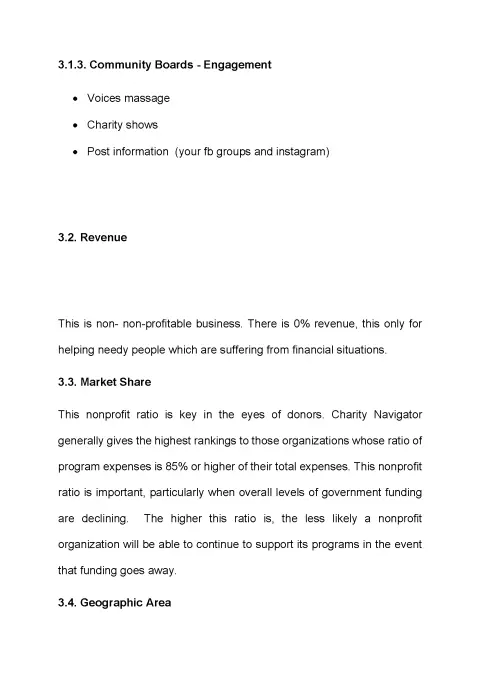 3.1.3. Community Boards - Engagement
• Voices massage
• Charity shows
• Post information  (your fb groups and instagram)
3.2. Revenue
This is non- non-profitable business. There is 0% revenue, this only for
helping needy people which are suffering from financial situations.
3.3. Market Share
This nonprofit ratio is key in the eyes of donors. Charity Navigator
generally gives the highest rankings to those organizations whose ratio of
program expenses is 85% or higher of their total expenses. This nonprofit
ratio is important, particularly when overall levels of government funding
are declining.  The higher this ratio is, the less likely a nonprofit
organization will be able to continue to support its programs in the event
that funding goes away.
3.4. Geographic Area